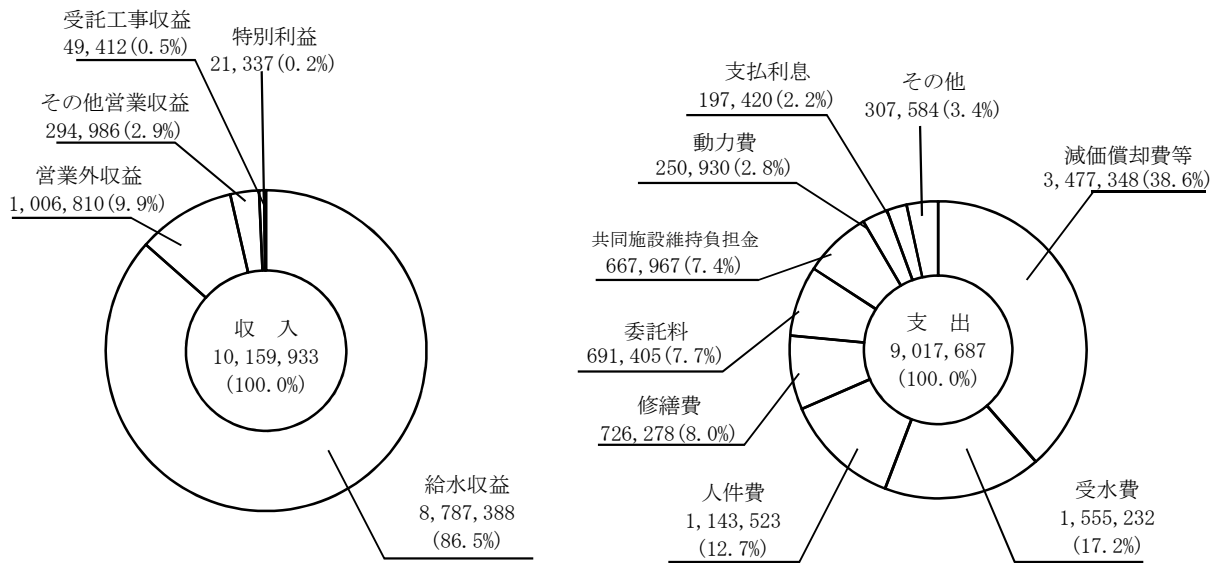 受託工事収益
49,412(0.5%)
特別利益
21,337(0.2%)
その他営業収益
294,986(2.9%)
営業外収益
1,006,810(9.9%)
収 入
10,159,933
(100.0%)
給水収益
8,787,388
(86.5%)
支払利息
197,420(2.2%)
その他
307,584(3.4%)
動力費
250,930(2.8%)
減価償却費等
3,477,348(38.6%)
共同施設維持負担金
667,967(7.4%)
委託料
691,405(7.7%)
支 出
9,017,687
(100.0%)
修繕費
726,278(8.0%)
人件費
1,143,523
(12.7%)
受水費
1,555,232
(17.2%)